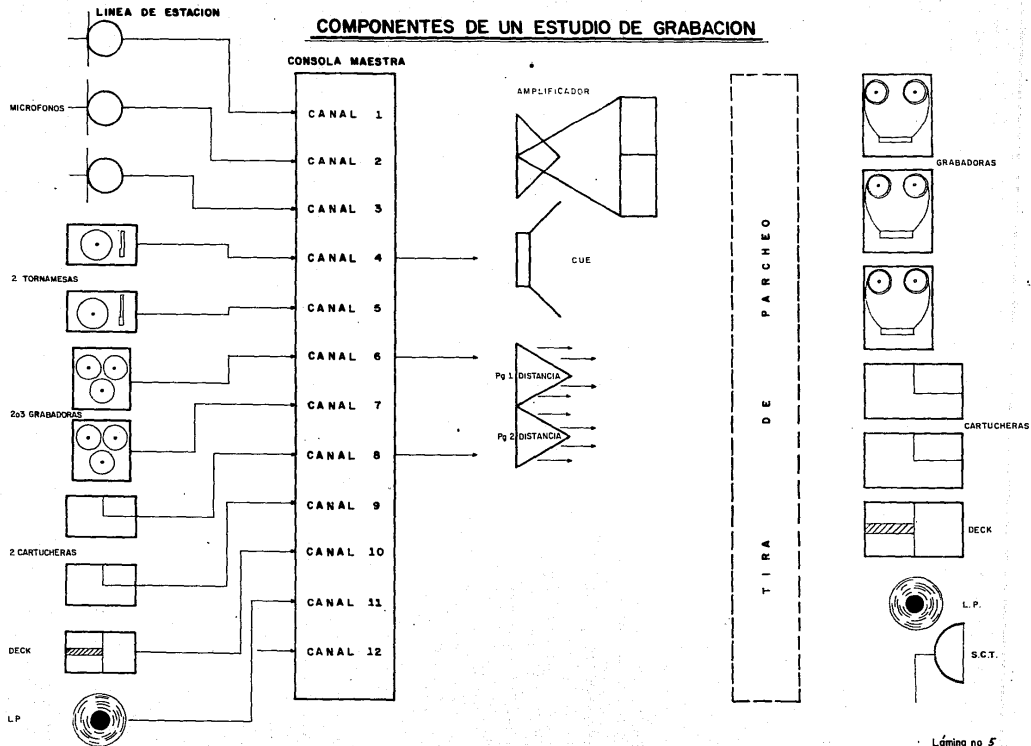 LINEA DE ESTACION
COMPONENTES DE UN ESTUDIO DE GRABACION
CONSOLA MAESTRA
MICROFONOS
2 TORNAMESAS
2o3 GRABADORAS
2 CARTUCHERAS
DECK
L.P
CANAL 1
CANAL 2
CANAL 3
CANAL 4
CANAL 5
CANAL 6
CANAL 7
CANAL 8
CANAL 9
CANAL 10
CANAL 11
CANAL 12
AMPLIFICADOR
CUE
Pg 1 DISTANCIA
Pg 2 DISTANCIA
TIRA DE PARCHEO
GRABADORAS
CARTUCHERAS
DECK
L.P.
S.C.T.
Lámina no 5